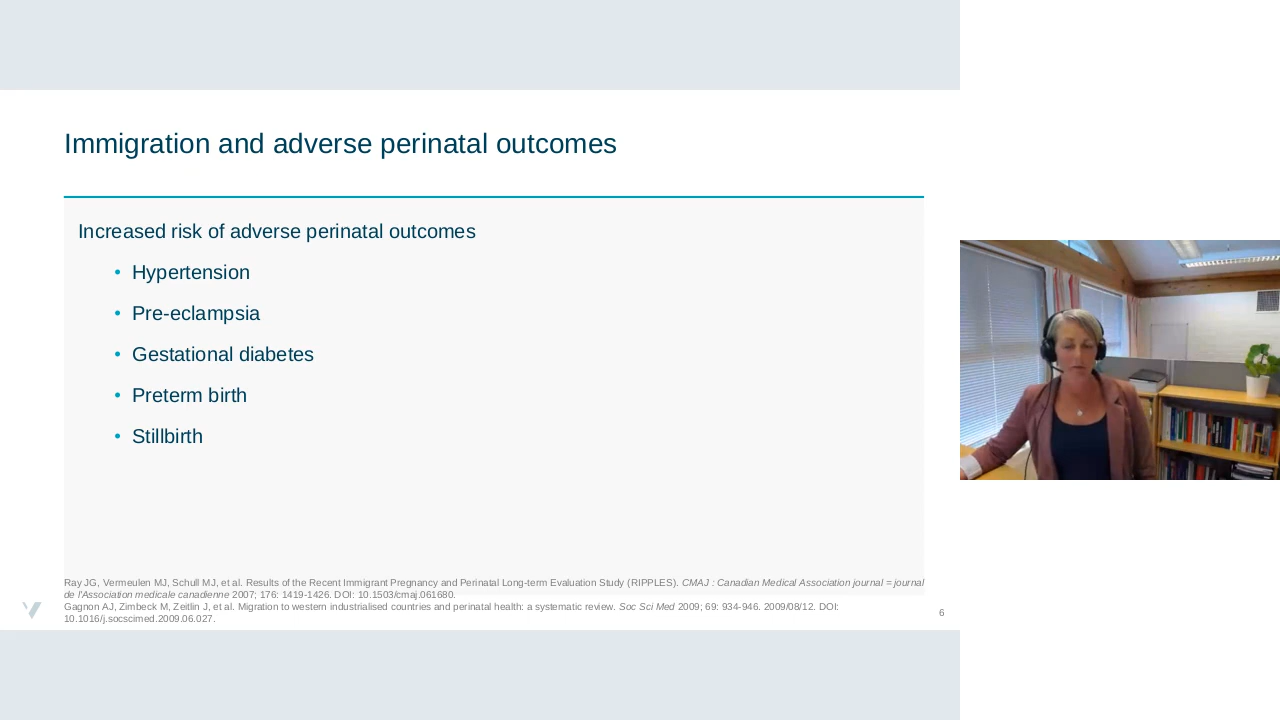 Immigration and adverse perinatal outcomes
Increased risk of adverse perinatal outcomes
• Hypertension
• Pre-eclampsia
• Gestational diabetes
• Preterm birth
• Stillbirth
Ray JG, Vermeulen MJ, Schull MJ, et al. Results of the Recent Immigrant Pregnancy and Perinatal Long-term Evaluation Study (RIPPLES). CMAJ : Canadian Medical Association journal = journal
de l'Association medicale canadienne 2007; 176: 1419-1426. DOI: 10.1503/cmaj.061680.
Gagnon AJ, Zimbeck M, Zeitlin J, et al. Migration to western industrialised countries and perinatal health: a systematic review. Soc Sci Med 2009; 69: 934-946. 2009/08/12. DOI:
10.1016/j.socscimed.2009.06.027.
6